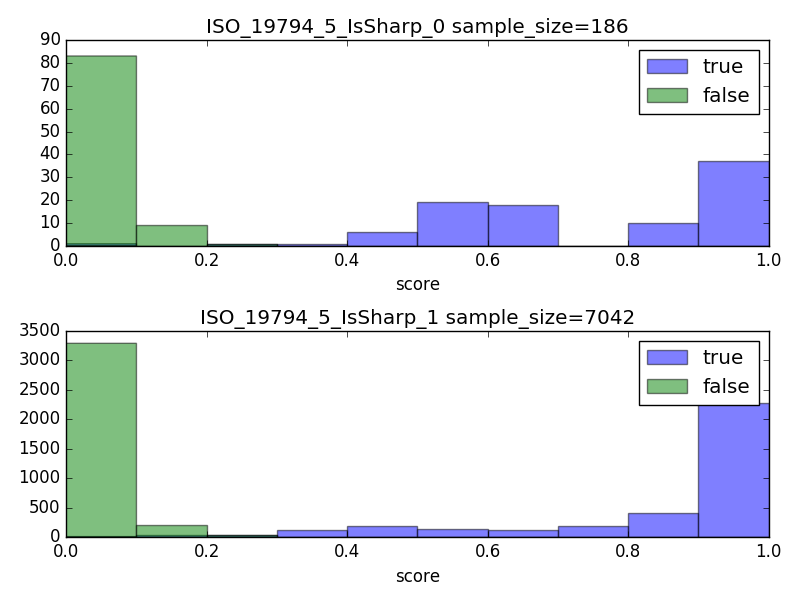 ISO_19794_5_IsSharp_0 sample_size=186
90
80
70
60
50
40
30
20
10
0
true
false
0.0 0.2 0.4 0.6 0.8 1.0
score
ISO_19794_5_IsSharp_1 sample_size=7042
3500
3000
2500
2000
1500
1000
500
0
true
false
0.0 0.2 0.4 0.6 0.8 1.0
score